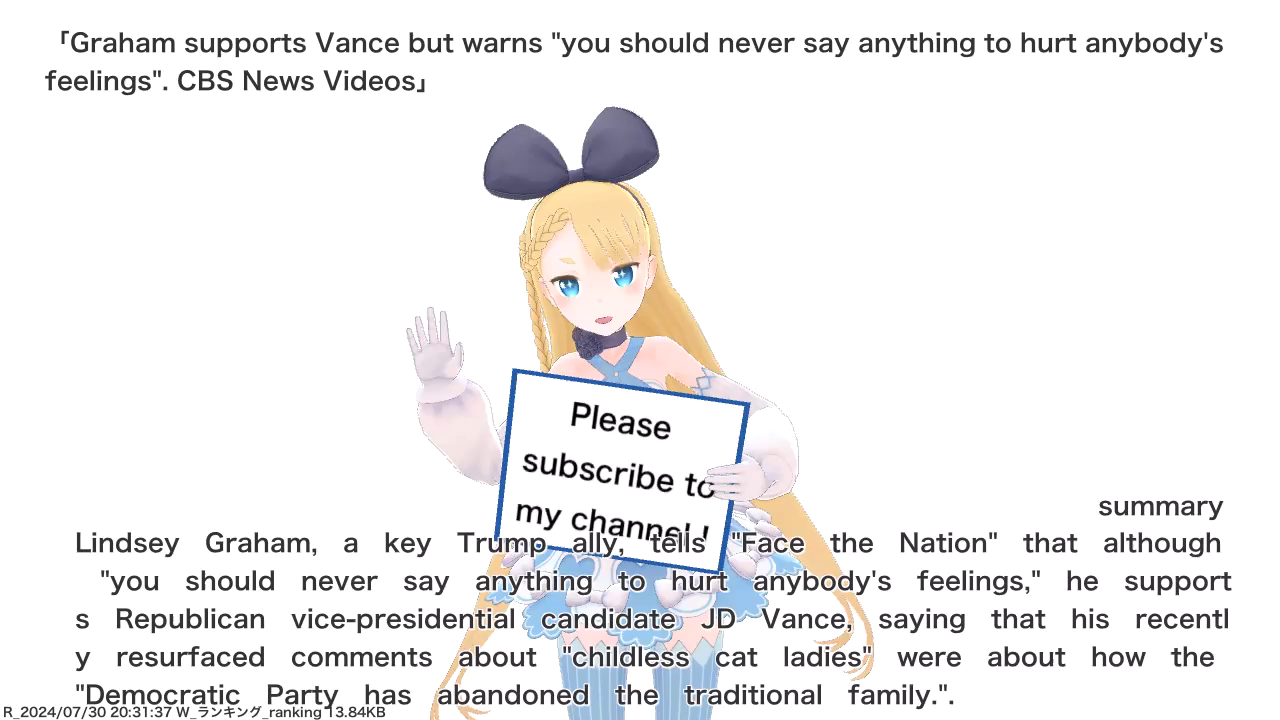 「Graham supports Vance but warns "you should never say anything to hurt anybody's
feelings". CBS News Videos」
Please
subscribe to
my channel !
summary
Lindsey Graham, a key Trump ally, tells "Face the Nation" that although
"you should never say anything to hurt anybody's feelings," he support
s Republican vice-presidential candidate JD Vance, saying that his recentl
y resurfaced comments about "childless cat ladies" were about how the
"Democratic Party has abandoned the traditional family.".
R_2024/07/30 20:31:37 W_ランキング_ranking 13.84KB